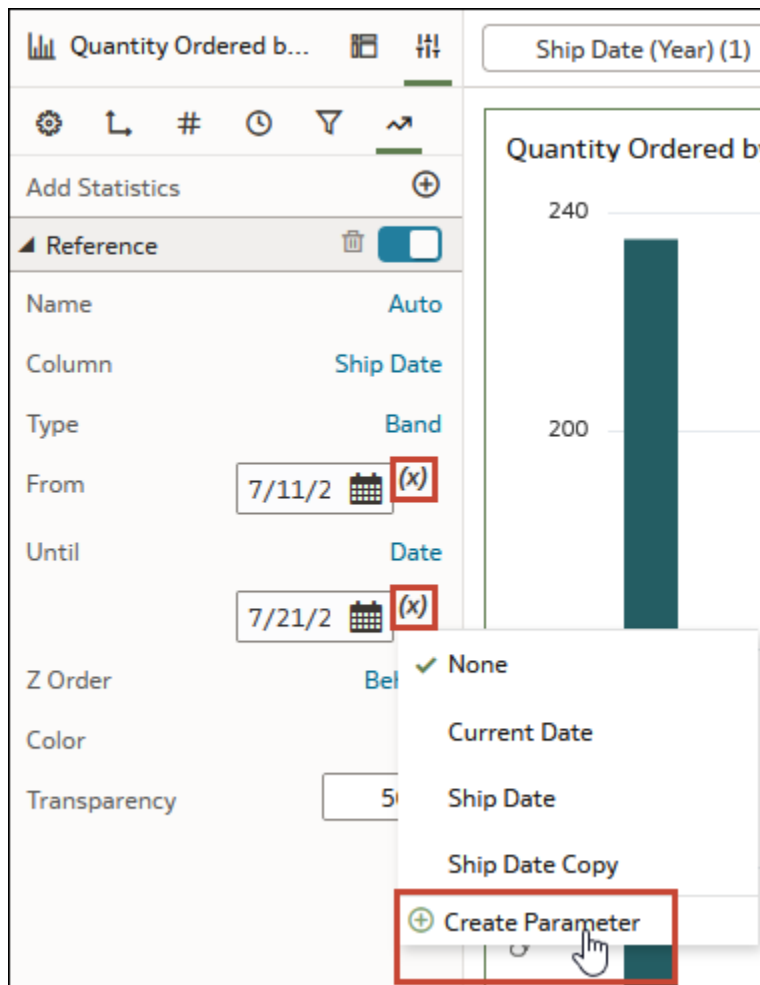 Quantity Ordered b...
Ship Date (Year) (1)
#
Add Statistics
Reference
Name Auto
Column Ship Date
Type Band
From 7/11/2 (x)
Until Date
7/21/2 (x)
Z Order
Color
Transparency
None
Current Date
Ship Date
Ship Date Copy
Create Parameter
Quantity Ordered by
240
200